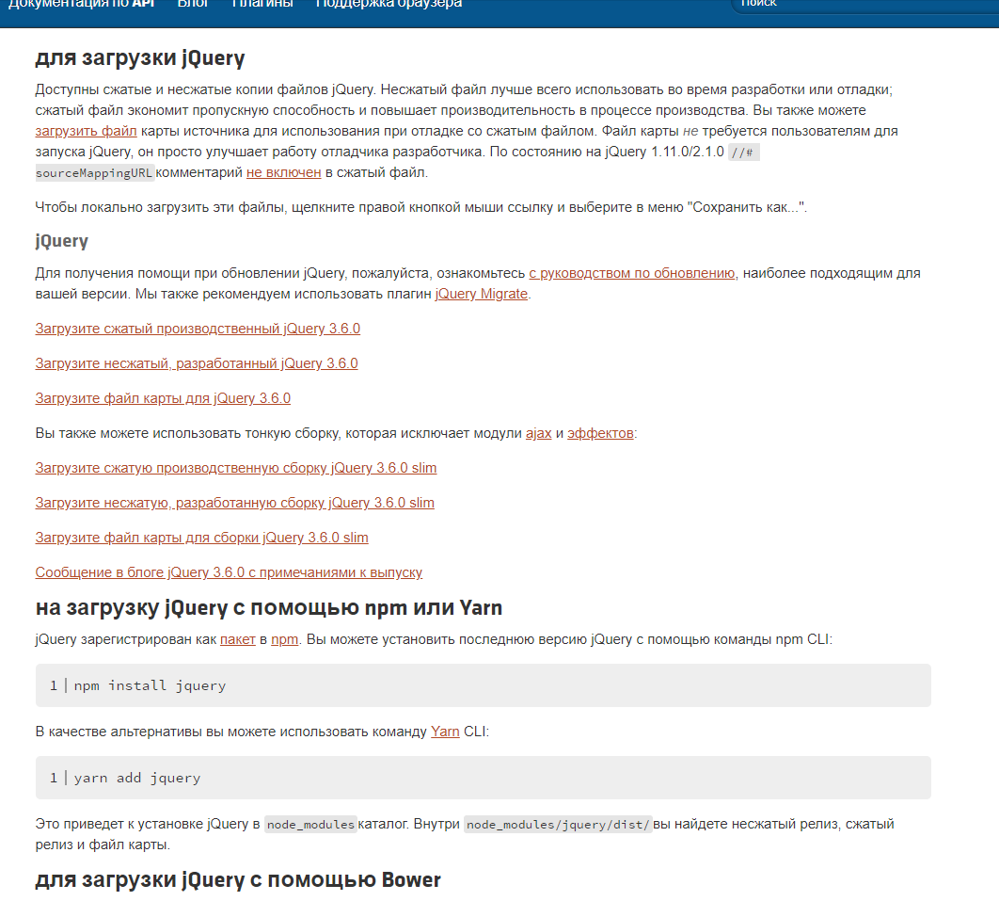 Документация по API Блог Плагины Поддержка браузера Поиск
для загрузки jQuery
Доступны сжатые и несжатые копии файлов jQuery. Несжатый файл лучше всего использовать во время разработки или отладки;
сжатый файл экономит пропускную способность и повышает производительность в процессе производства. Вы также можете
загрузить файл карты источника для использования при отладке со сжатым файлом. Файл карты не требуется пользователям для
запуска jQuery, он просто улучшает работу отладчика разработчика. По состоянию на jQuery 1.11.0/2.1.0 //#
sourceMappingURL комментарий не включен в сжатый файл.
Чтобы локально загрузить эти файлы, щелкните правой кнопкой мыши ссылку и выберите в меню "Сохранить как...".
jQuery
Для получения помощи при обновлении jQuery, пожалуйста, ознакомьтесь с руководством по обновлению, наиболее подходящим для
вашей версии. Мы также рекомендуем использовать плагин jQuery Migrate.
Загрузите сжатый производственный jQuery 3.6.0
Загрузите несжатый, разработанный jQuery 3.6.0
Загрузите файл карты для jQuery 3.6.0
Вы также можете использовать тонкую сборку, которая исключает модули ajax и эффектов:
Загрузите сжатую производственную сборку jQuery 3.6.0 slim
Загрузите несжатую, разработанную сборку jQuery 3.6.0 slim
Загрузите файл карты для сборки jQuery 3.6.0 slim
Сообщение в блоге jQuery 3.6.0 с примечаниями к выпуску
на загрузку jQuery с помощью npm или Yarn
jQuery зарегистрирован как пакет в npm. Вы можете установить последнюю версию jQuery с помощью команды npm CLI:
1 npm install jquery
В качестве альтернативы вы можете использовать команду Yarn CLI:
1 yarn add jquery
Это приведет к установке jQuery в node_modules каталог. Внутри node_modules/jquery/dist/ вы найдете несжатый релиз, сжатый
релиз и файл карты.
для загрузки jQuery с помощью Bower